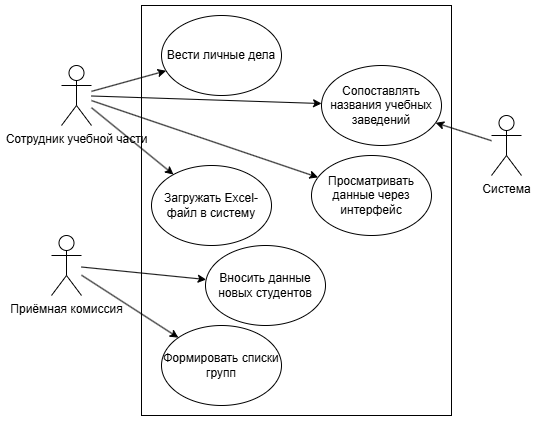 Вести личные дела
Сопоставлять
названия учебных
заведений
Сотрудник учебной части
Просматривать
данные через
интерфейс
Система
Загружать Excel-
файл в систему
Вносить данные
новых студентов
Приёмная комиссия
Формировать списки
групп